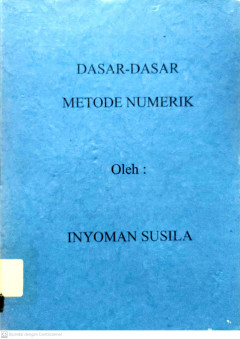 DASAR-DASAR
METODE NUMERIK
Oleh :
INYOMAN SUSILA